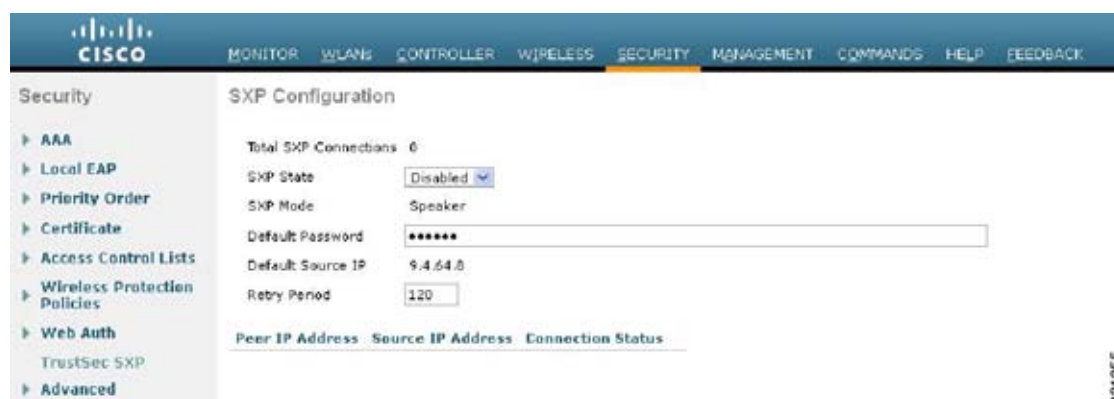 CISCO
MONITOR WLANs CONTROLLER WIRELESS SECURITY MANAGEMENT COMMANDS HELP FEEDBACK
Security
AAA
Local EAP
Priority Order
Certificate
Access Control Lists
Wireless Protection
Policies
Web Auth
TrustSec SXP
Advanced
SXP Configuration
Total SXP Connections 0
SXP State Disabled
SXP Mode Speaker
Default Password ••••••
Default Source IP 9.4.64.8
Retry Period 120
Peer IP Address Source IP Address Connection Status